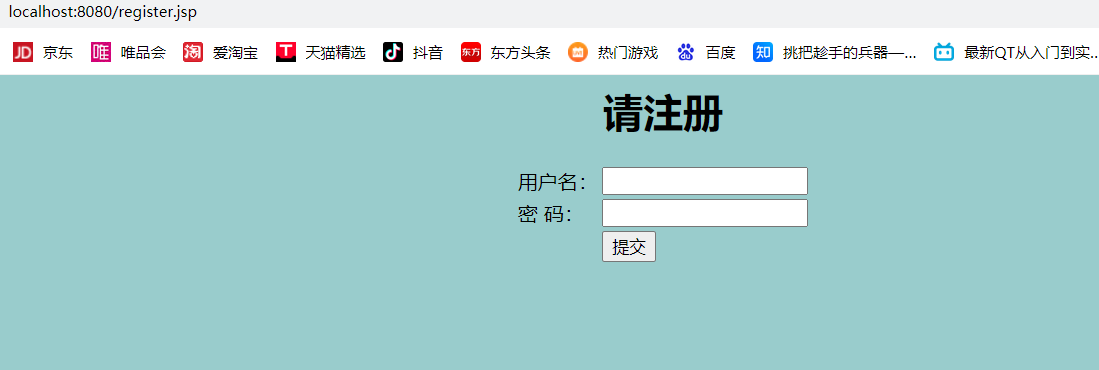 localhost:8080/register.jsp
JD 京东 唯 唯品会 淘 爱淘宝 T 天猫精选 抖音 东方 东方头条 热门游戏 百度 知 挑把趁手的兵器—... 最新QT从入门到实...
请注册
用户名：
密 码：
提交